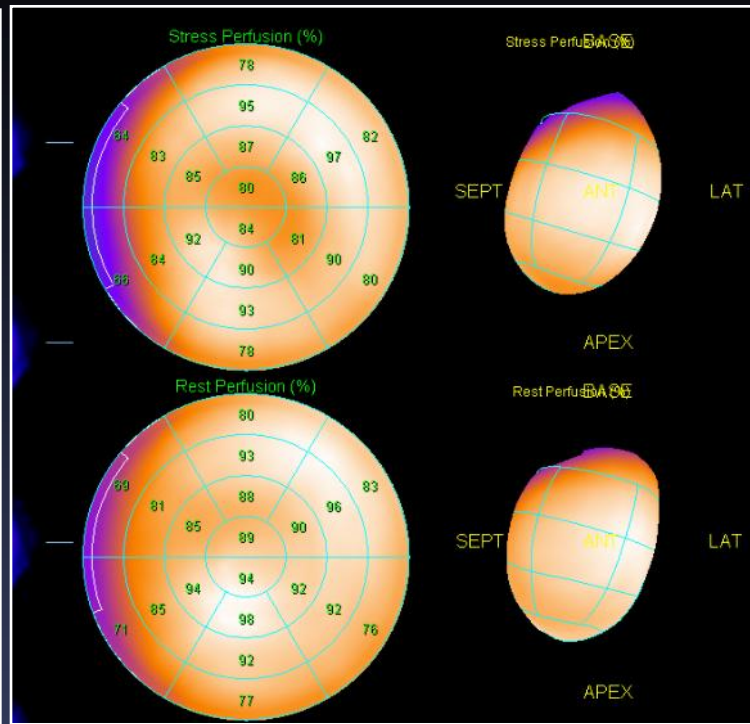 Stress Perfusion (%)
78
95
64
83
87
97
82
85
80
86
92
84
81
66
84
90
90
80
93
78
Stress Perfusion (%)
BASE
SEPT
ANT
LAT
APEX
Rest Perfusion (%)
80
93
69
81
88
96
83
85
89
90
94
94
92
71
85
98
92
76
92
77
Rest Perfusion (%)
BASE
SEPT
ANT
LAT
APEX